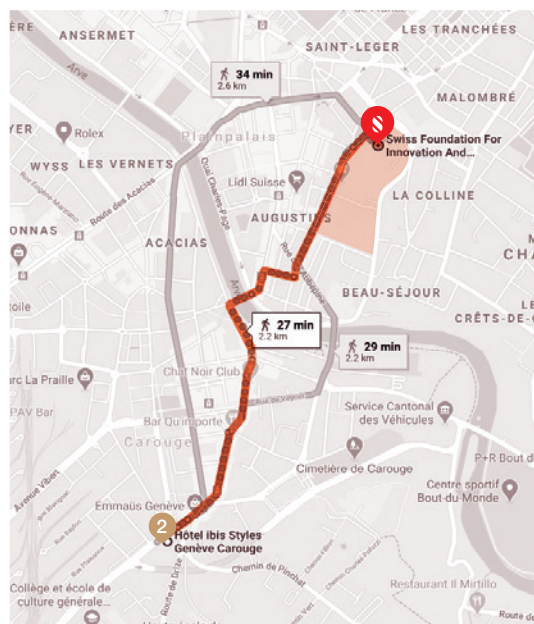 ANSERMET
LES TRANCHÉES
SAINT-LEGER
34 min
2.6 km
Arve
MALOMBRÉ
Rolex
Plainpalais
Swiss Foundation For
Innovation And...
WYSS
LES VERNETS
Quai Charles-Page
Lidl Suisse
Route des Acacias
LA COLLINE
AUGUSTINS
ACACIAS
BEAU-SÉJOUR
Arve
27 min
2.2 km
CRÊTS-DE-C
29 min
2.2 km
Chat Noir Club
arc La Praille
PAV Bar
Service Cantonal
des Véhicules
Bar Qu'importe
Carouge
P+R Bout d
Cimetière de Carouge
Avenue Vibert
Centre sportif
Bout-du-Monde
Emmaüs Genève
2
Hôtel ibis Styles
Genève Carouge
Route de Drize
Chemin de Pinchat
Collège et école de
culture générale...
Restaurant Il Mirtillo